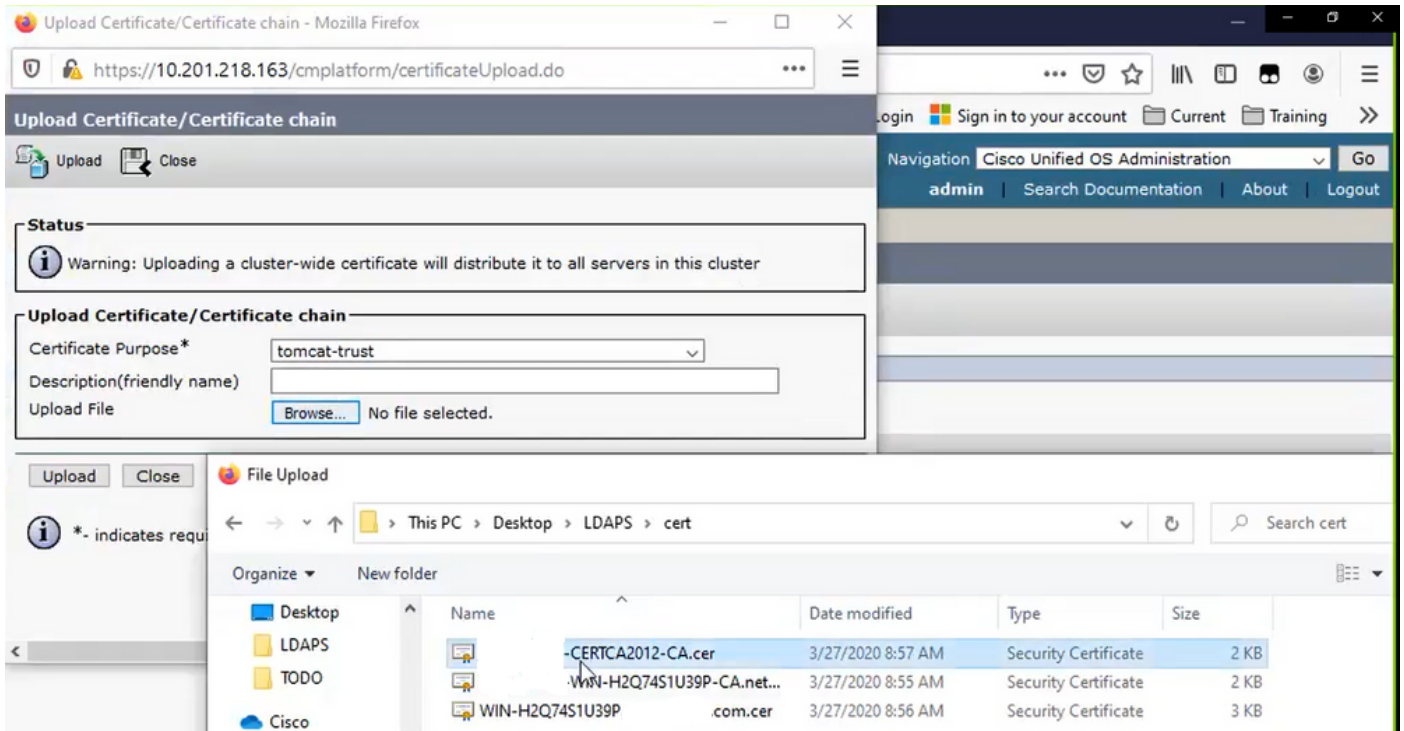 Upload Certificate/Certificate chain - Mozilla Firefox
https://10.201.218.163/cmplatform/certificateUpload.do
Upload Certificate/Certificate chain
Upload Close
Status
Warning: Uploading a cluster-wide certificate will distribute it to all servers in this cluster
Upload Certificate/Certificate chain
Certificate Purpose* tomcat-trust
Description(friendly name)
Upload File Browse... No file selected.
Upload Close
*- indicates requi
.ogin Sign in to your account Current Training
Navigation Cisco Unified OS Administration Go
admin Search Documentation About Logout
File Upload
This PC > Desktop > LDAPS > cert Search cert
Organize New folder
Desktop
LDAPS
TODO
Cisco
Name Date modified Type Size
-CERTCA2012-CA.cer 3/27/2020 8:57 AM Security Certificate 2 KB
WIN-H2Q74S1U39P-CA.net... 3/27/2020 8:55 AM Security Certificate 2 KB
WIN-H2Q74S1U39P .com.cer 3/27/2020 8:56 AM Security Certificate 3 KB